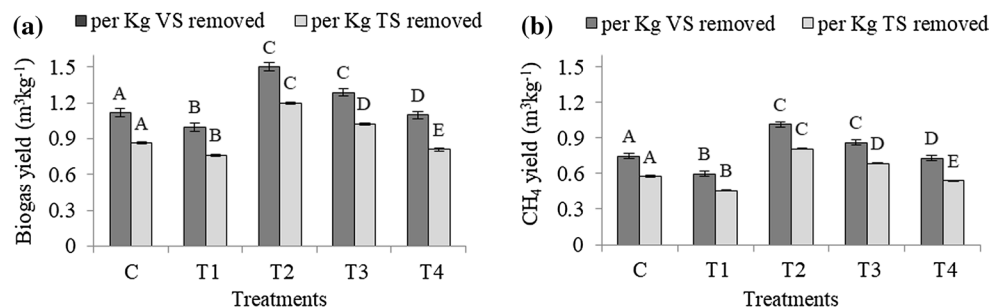 (a)
per Kg VS removed
per Kg TS removed
Biogas yield (m³kg⁻¹)
1.5
1.2
0.9
0.6
0.3
0
A
A
B
B
C
C
C
D
D
E
C
T1
T2
T3
T4
Treatments
(b)
per Kg VS removed
per Kg TS removed
CH₄ yield (m³kg⁻¹)
1.5
1.2
0.9
0.6
0.3
0
A
A
B
B
C
C
C
D
D
E
C
T1
T2
T3
T4
Treatments